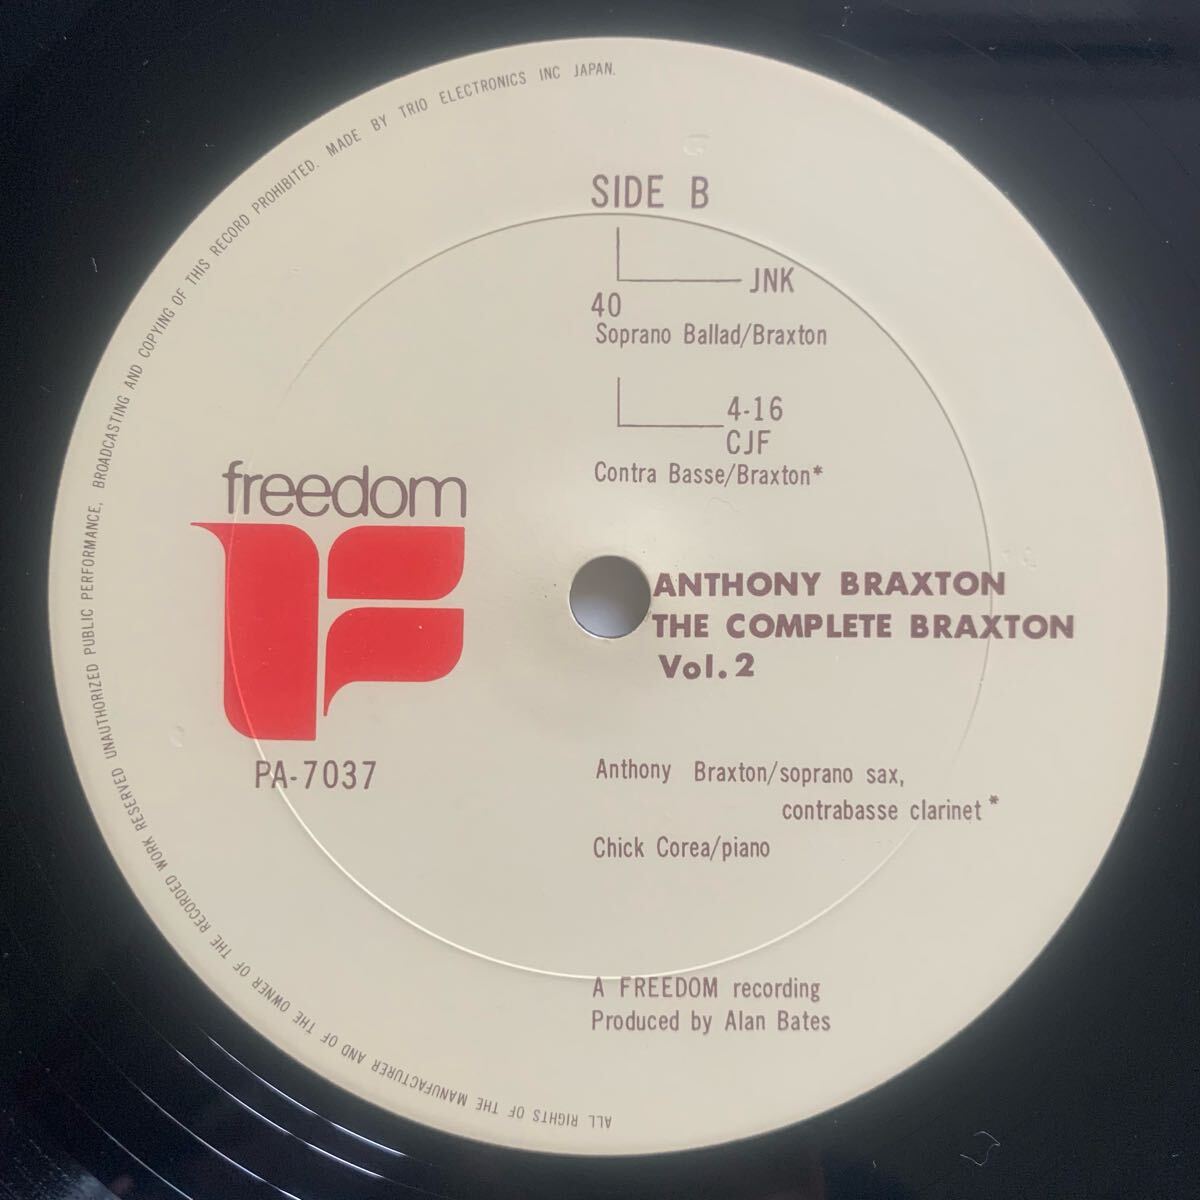 SIDE B
JNK
40
Soprano Ballad/Braxton
4-16
CJF
Contra Basse/Braxton*
freedom
ANTHONY BRAXTON
THE COMPLETE BRAXTON
Vol.2
PA-7037
Anthony Braxton/soprano sax,
contrabasse clarinet*
Chick Corea/piano
A FREEDOM recording
Produced by Alan Bates
ALL RIGHTS OF THE MANUFACTURER AND OF THE OWNER OF THE RECORDED WORK RESERVED UNAUTHORIZED PUBLIC PERFORMANCE, BROADCASTING AND COPYING OF THIS RECORD PROHIBITED. MADE BY TRIO ELECTRONICS INC JAPAN.